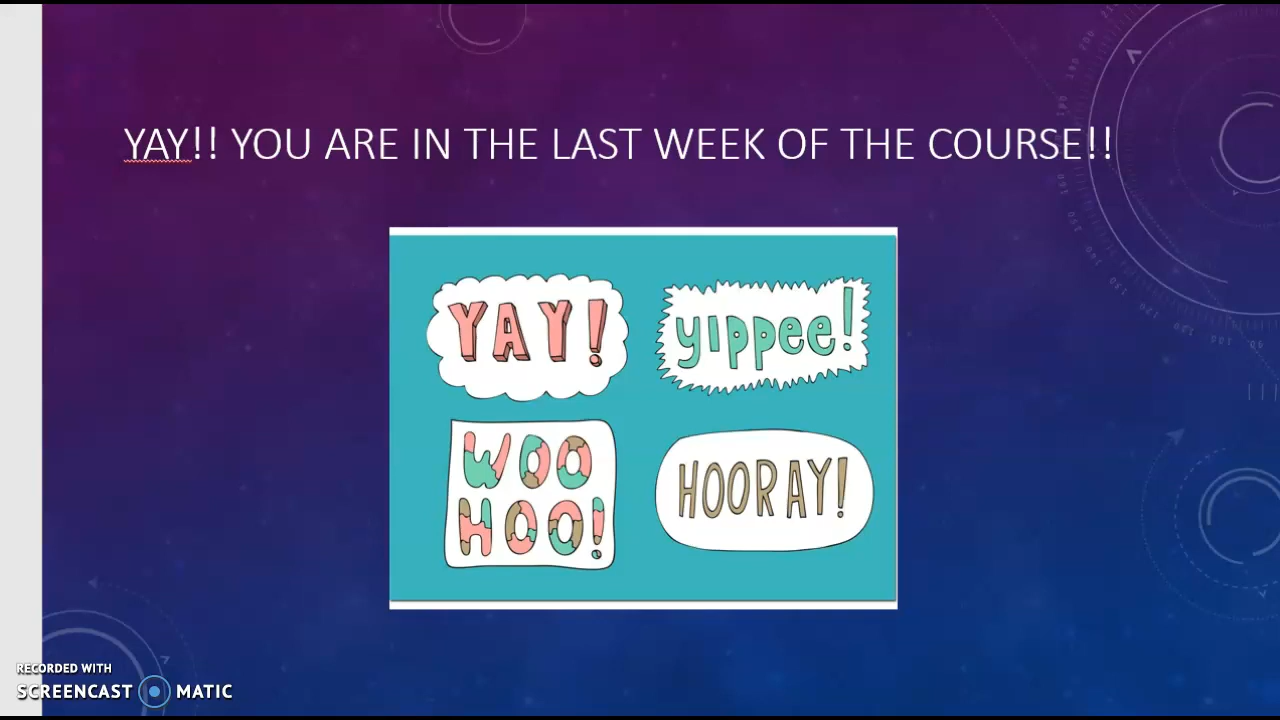 YAY!! YOU ARE IN THE LAST WEEK OF THE COURSE!!
YAY!
yippee!
WOO
HOO!
HOORAY!
RECORDED WITH
SCREENCAST MATIC